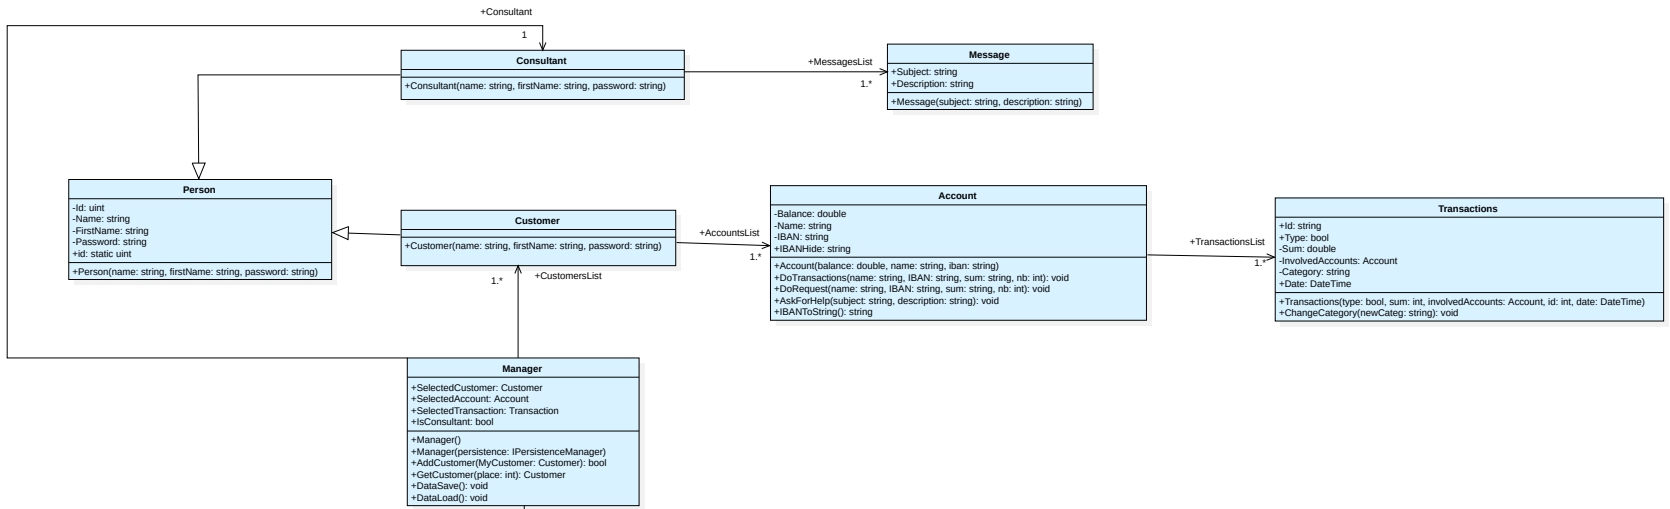 +Consultant
1
Consultant
+Consultant(name: string, firstName: string, password: string)
+MessagesList
1.*
Message
+Subject: string
+Description: string
+Message(subject: string, description: string)
Person
-Id: uint
-Name: string
-FirstName: string
-Password: string
+id: static uint
+Person(name: string, firstName: string, password: string)
Customer
+Customer(name: string, firstName: string, password: string)
+AccountsList
1.*
Account
-Balance: double
-Name: string
-IBAN: string
+IBANHide: string
+Account(balance: double, name: string, iban: string)
+DoTransactions(name: string, IBAN: string, sum: string, nb: int): void
+DoRequest(name: string, IBAN: string, sum: string, nb: int): void
+AskForHelp(subject: string, description: string): void
+IBANToString(): string
+TransactionsList
1.*
Transactions
+Id: string
+Type: bool
-Sum: double
-InvolvedAccounts: Account
-Category: string
+Date: DateTime
+Transactions(type: bool, sum: int, involvedAccounts: Account, id: int, date: DateTime)
+ChangeCategory(newCateg: string): void
1.*
+CustomersList
Manager
+SelectedCustomer: Customer
+SelectedAccount: Account
+SelectedTransaction: Transaction
+IsConsultant: bool
+Manager()
+Manager(persistence: IPersistenceManager)
+AddCustomer(MyCustomer: Customer): bool
+GetCustomer(place: int): Customer
+DataSave(): void
+DataLoad(): void